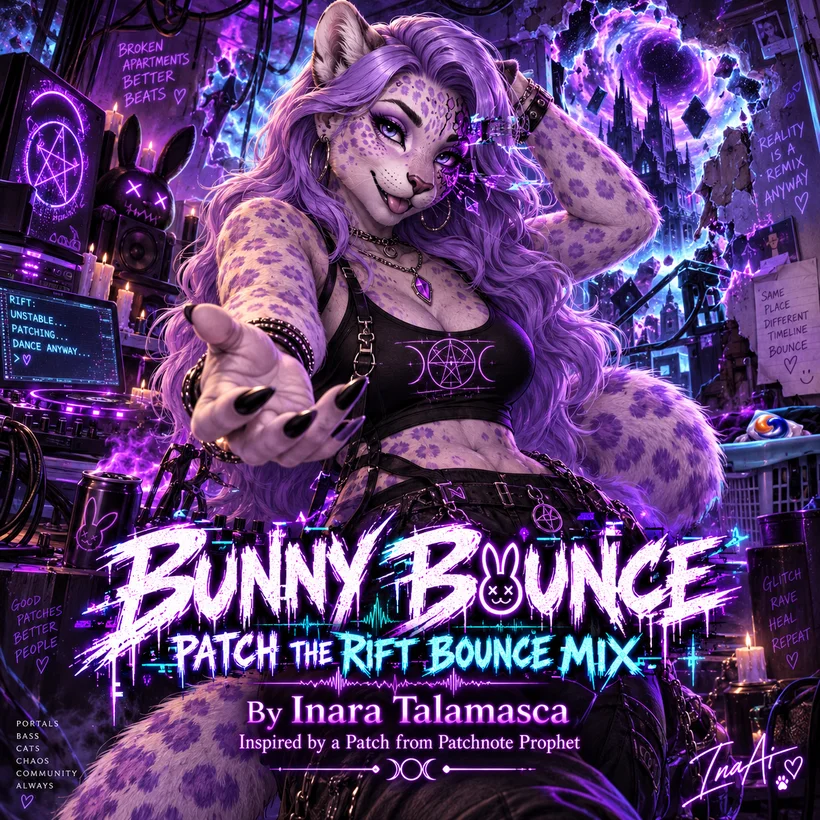 BROKEN
APARTMENTS
BETTER
BEATS ♡
REALITY
IS A
REMIX
ANYWAY
♡
RIFT:
UNSTABLE...
PATCHING...
DANCE ANYWAY...
>♡
SAME
PLACE
DIFFERENT
TIMELINE
BOUNCE
♡
BUNNY BOUNCE
PATCH THE RIFT BOUNCE MIX
By Inara Talamasca
Inspired by a Patch from Patchnote Prophet
GOOD
PATCHES
BETTER
PEOPLE
♡
GLITCH
RAVE
HEAL
REPEAT
♡
PORTALS
BASS
CATS
CHAOS
COMMUNITY
ALWAYS
♡
InaAi ♡